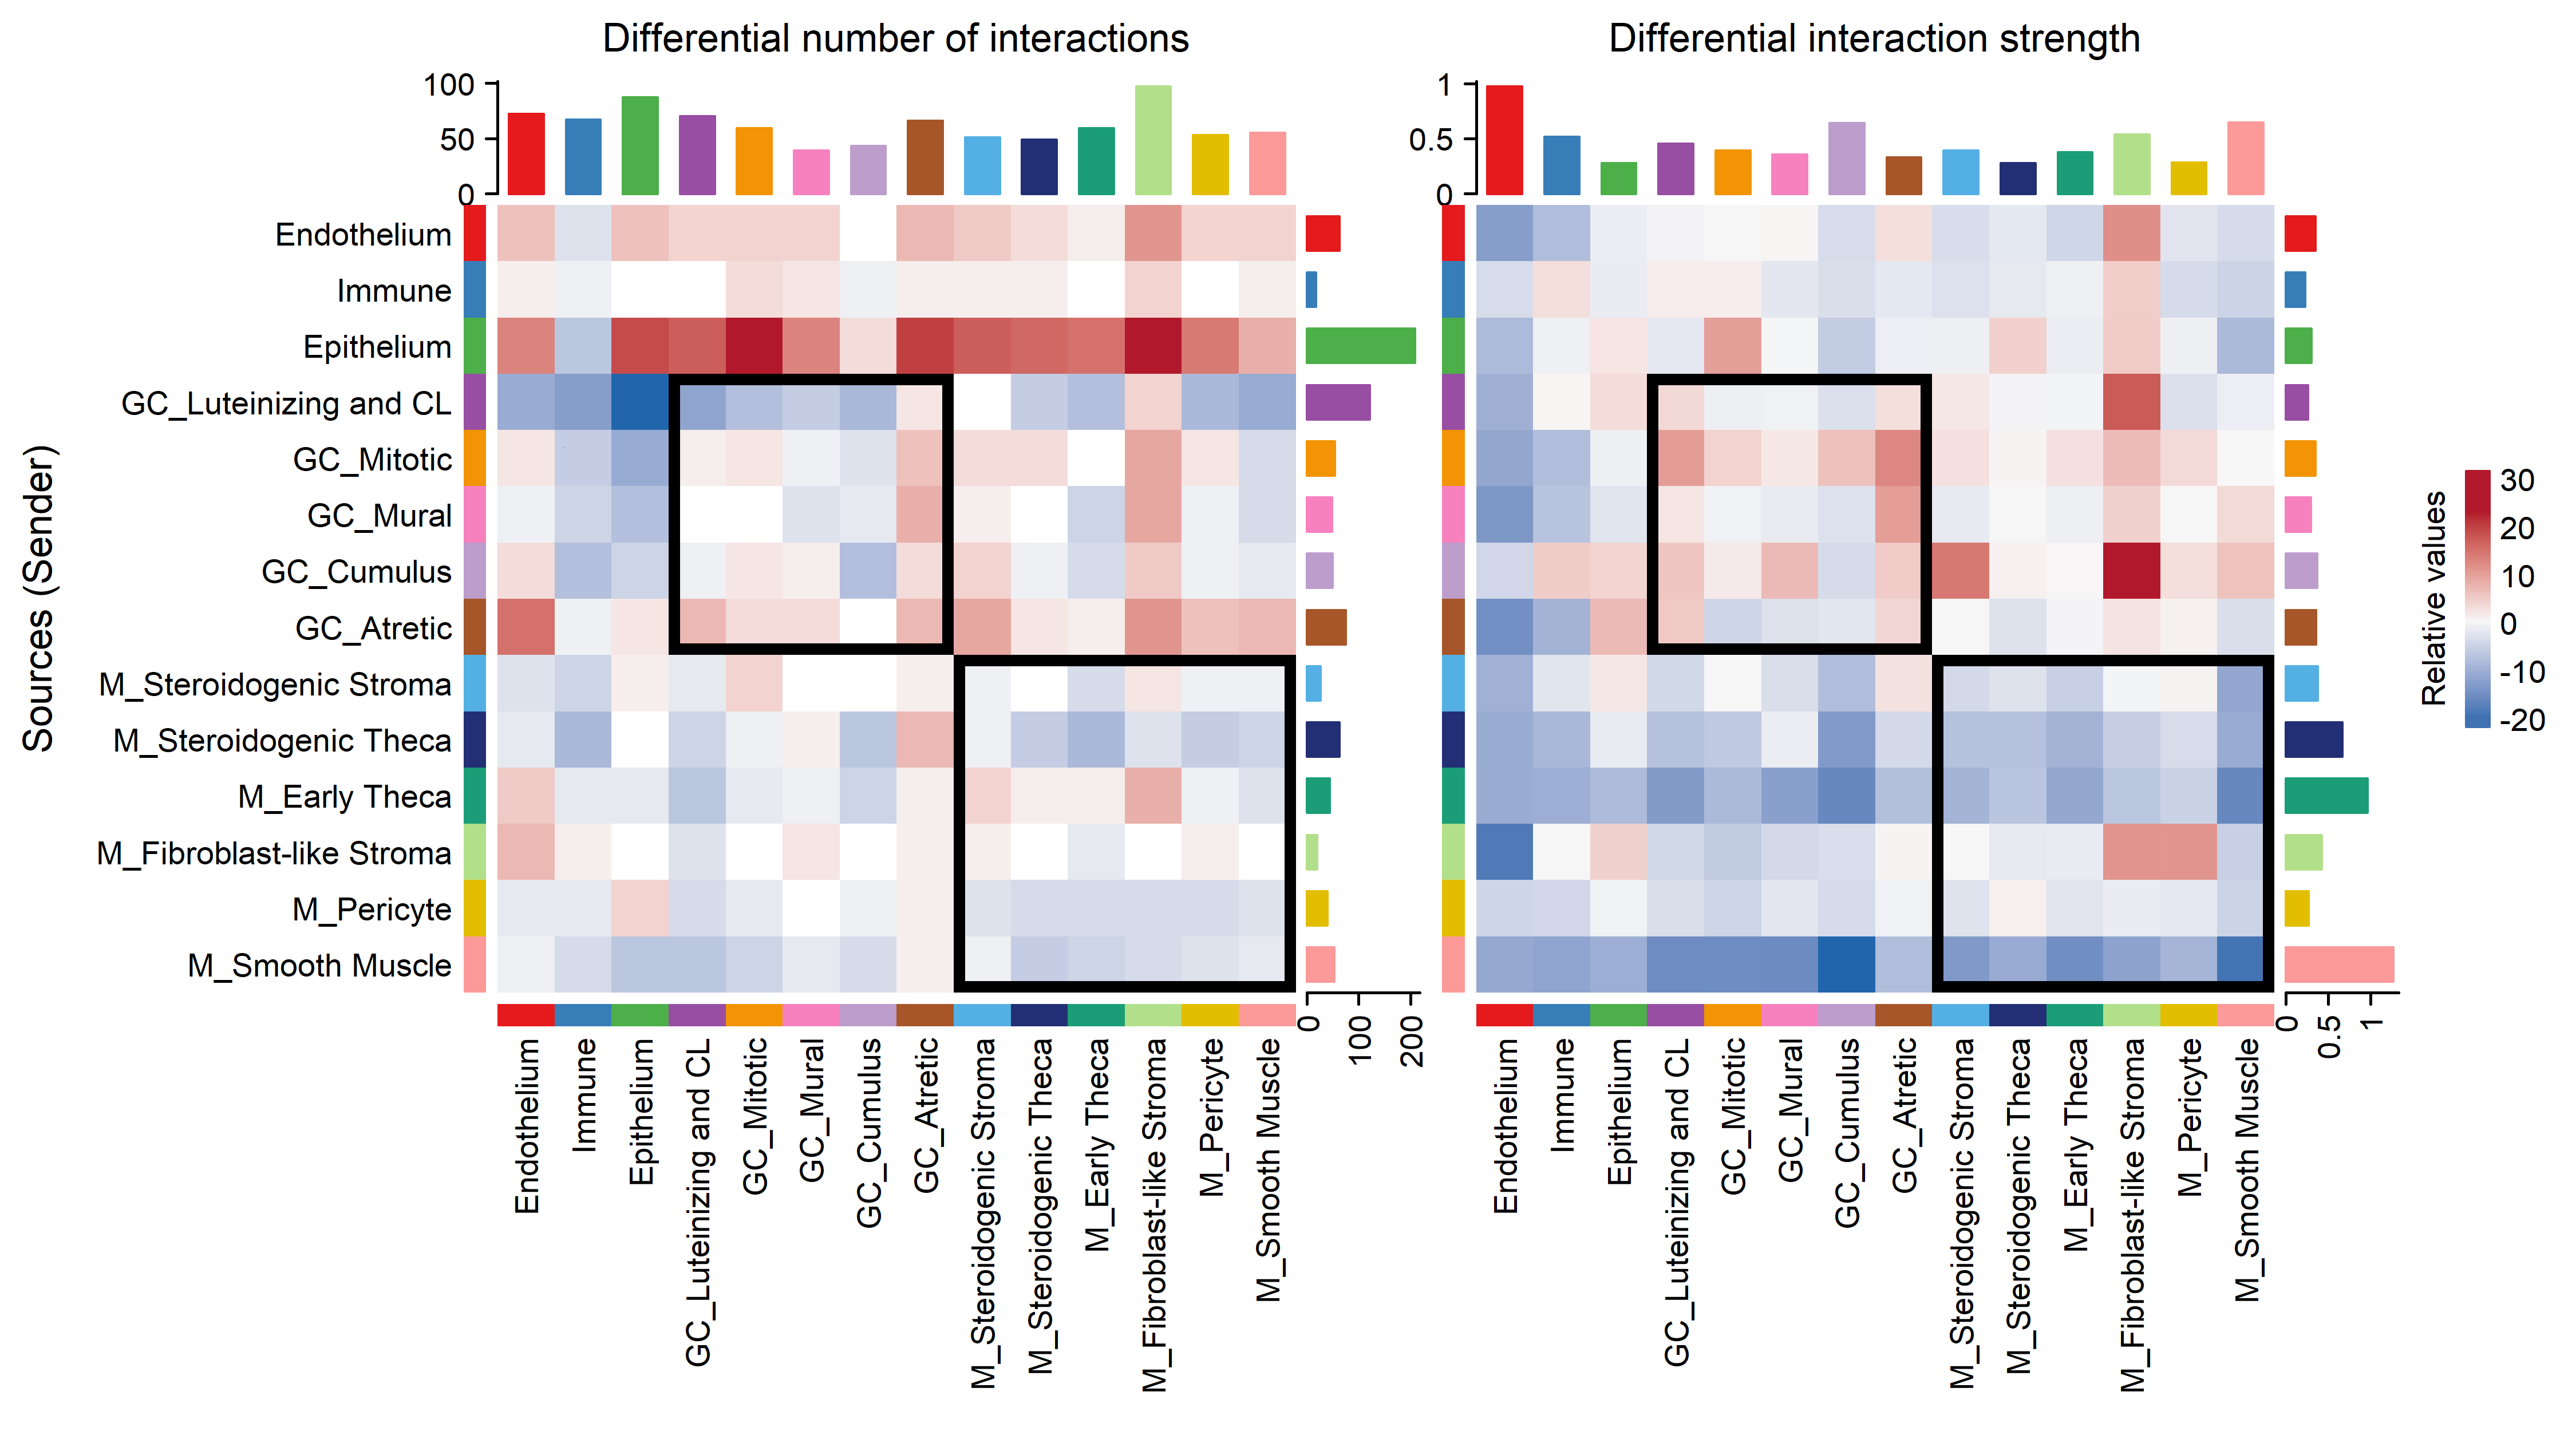 Differential number of interactions
Differential interaction strength
100
50
0
1
0.5
0
Sources (Sender)
Endothelium
Immune
Epithelium
GC_Luteinizing and CL
GC_Mitotic
GC_Mural
GC_Cumulus
GC_Atretic
M_Steroidogenic Stroma
M_Steroidogenic Theca
M_Early Theca
M_Fibroblast-like Stroma
M_Pericyte
M_Smooth Muscle
Relative values
30
20
10
0
-10
-20
0
100
200
0
0.5
1
Endothelium
Immune
Epithelium
GC_Luteinizing and CL
GC_Mitotic
GC_Mural
GC_Cumulus
GC_Atretic
M_Steroidogenic Stroma
M_Steroidogenic Theca
M_Early Theca
M_Fibroblast-like Stroma
M_Pericyte
M_Smooth Muscle
Endothelium
Immune
Epithelium
GC_Luteinizing and CL
GC_Mitotic
GC_Mural
GC_Cumulus
GC_Atretic
M_Steroidogenic Stroma
M_Steroidogenic Theca
M_Early Theca
M_Fibroblast-like Stroma
M_Pericyte
M_Smooth Muscle